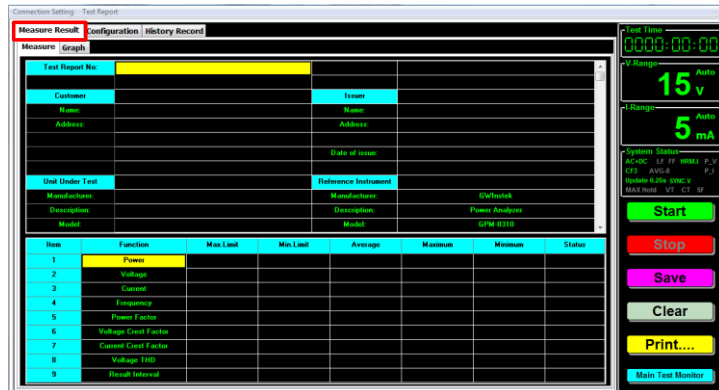 Connection Setting Test Report
Measure Result Configuration History Record
Measure Graph
Test Report No:
Customer Issuer
Name: Name:
Address: Address:
Date of issue:
Unit Under Test Reference Instrument
Manufacturer: Manufacturer: GWInstek
Description: Description: Power Analyzer
Model: Model: GPM-8310
Item Function Max.Limit Min.Limit Average Maximum Minimum Status
1 Power
2 Voltage
3 Current
4 Frequency
5 Power Factor
6 Voltage Crest Factor
7 Current Crest Factor
8 Voltage THD
9 Result Interval
Test Time
0000:00:00
V-Range
15 V Auto
I-Range
5 mA Auto
System Status
AC+DC LF FF HRM.I P_V
CF3 AVG-8 P_I
Update 0.25s SYNC V
MAX Hold VT CT SF
Start
Stop
Save
Clear
Print....
Main Test Monitor